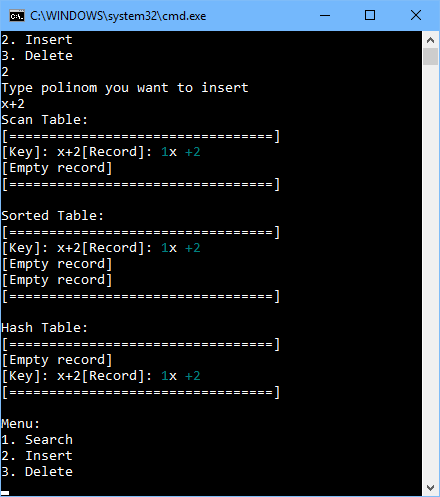 C:\WINDOWS\system32\cmd.exe
2. Insert
3. Delete
2
Type polinom you want to insert
x+2
Scan Table:
[=================================]
[Key]: x+2[Record]: 1x +2
[Empty record]
[=================================]
Sorted Table:
[=================================]
[Key]: x+2[Record]: 1x +2
[Empty record]
[Empty record]
[=================================]
Hash Table:
[=================================]
[Empty record]
[Key]: x+2[Record]: 1x +2
[=================================]
Menu:
1. Search
2. Insert
3. Delete